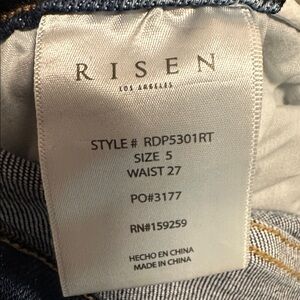 RISEN
LOS ANGELES
STYLE # RDP5301RT
SIZE 5
WAIST 27
PO#3177
RN#159259
HECHO EN CHINA
MADE IN CHINA